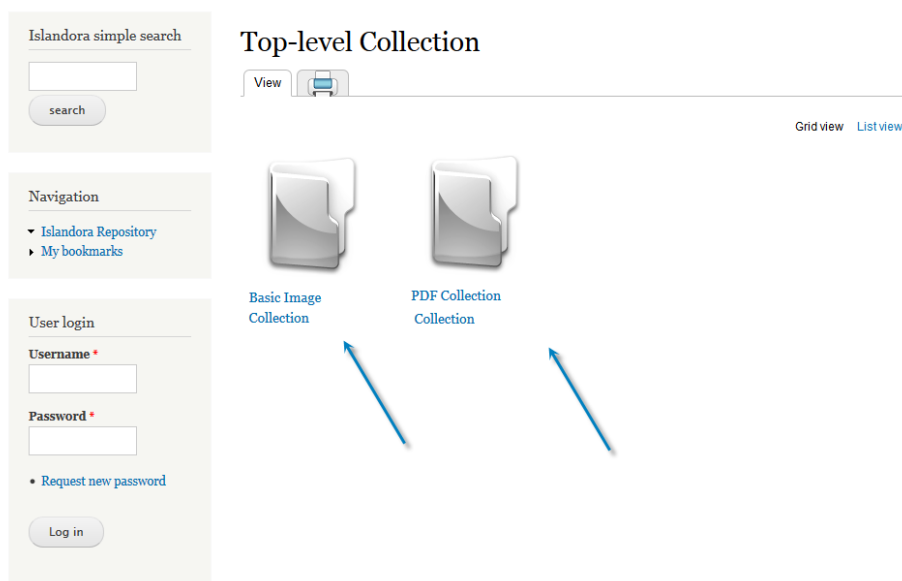 Islandora simple search
search
Navigation
Islandora Repository
My bookmarks
User login
Username *
Password *
Request new password
Log in
Top-level Collection
View
Grid view List view
Basic Image
Collection
PDF Collection
Collection